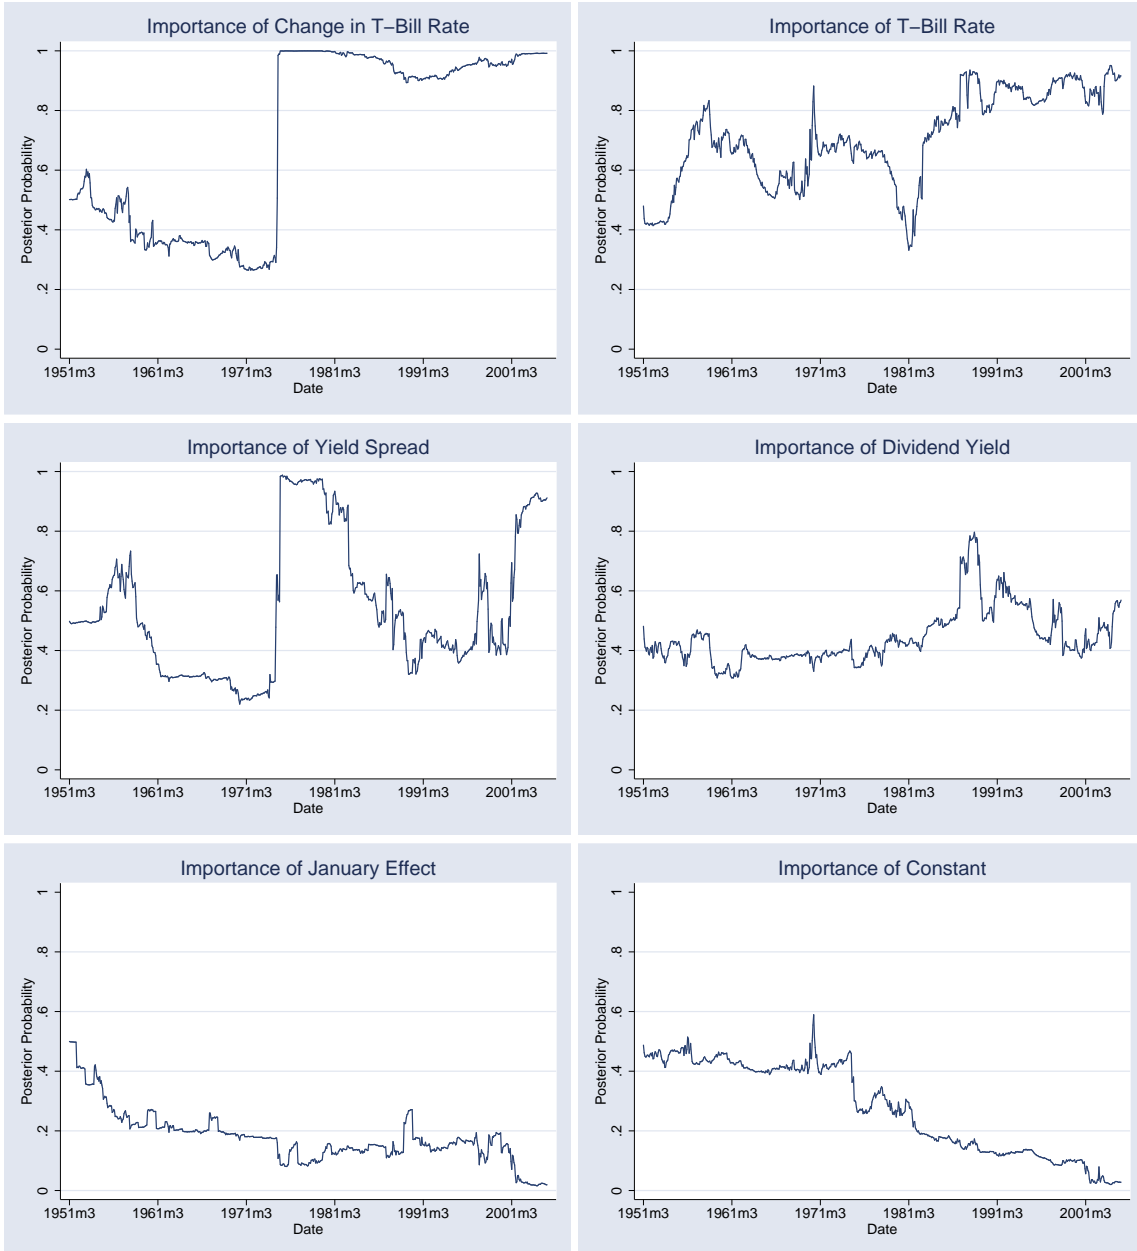 Importance of Change in T−Bill Rate
Posterior Probability
1
.8
.6
.4
.2
0
1951m3 1961m3 1971m3 1981m3 1991m3 2001m3
Date
Importance of T−Bill Rate
Posterior Probability
1
.8
.6
.4
.2
0
1951m3 1961m3 1971m3 1981m3 1991m3 2001m3
Date
Importance of Yield Spread
Posterior Probability
1
.8
.6
.4
.2
0
1951m3 1961m3 1971m3 1981m3 1991m3 2001m3
Date
Importance of Dividend Yield
Posterior Probability
1
.8
.6
.4
.2
0
1951m3 1961m3 1971m3 1981m3 1991m3 2001m3
Date
Importance of January Effect
Posterior Probability
1
.8
.6
.4
.2
0
1951m3 1961m3 1971m3 1981m3 1991m3 2001m3
Date
Importance of Constant
Posterior Probability
1
.8
.6
.4
.2
0
1951m3 1961m3 1971m3 1981m3 1991m3 2001m3
Date